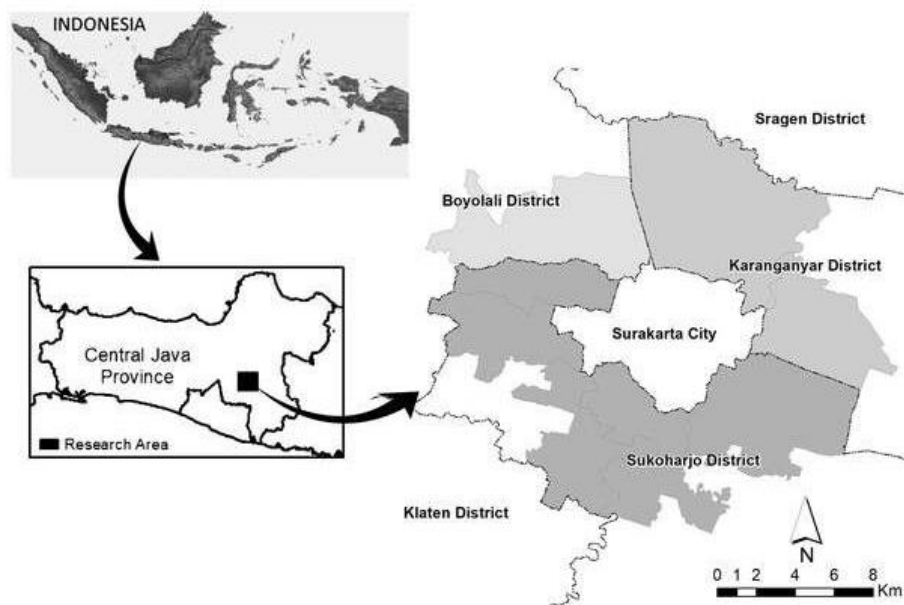 INDONESIA
Sragen District
Boyolali District
Karanganyar District
Central Java
Province
Surakarta City
Research Area
Sukoharjo District
Klaten District
N
0 1 2 4 6 8
Km